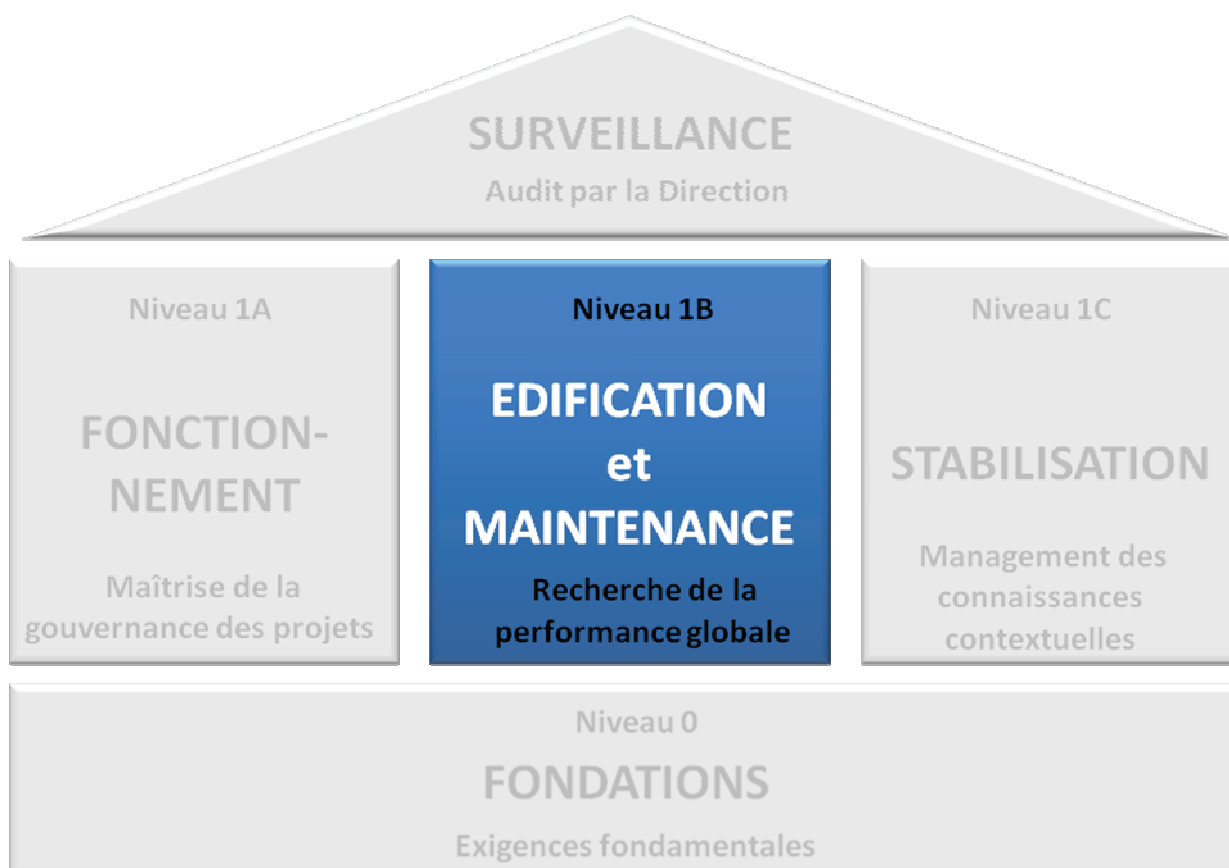 SURVEILLANCE
Audit par la Direction
Niveau 1A
FONCTION-
NEMENT
Maîtrise de la
gouvernance des projets
Niveau 1B
EDIFICATION
et
MAINTENANCE
Recherche de la
performance globale
Niveau 1C
STABILISATION
Management des
connaissances
contextuelles
Niveau 0
FONDATIONS
Exigences fondamentales